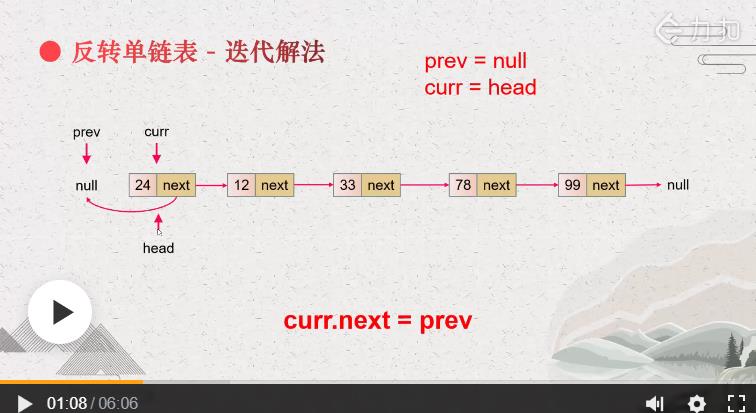 力扣
反转单链表 - 迭代解法
prev = null
curr = head
prev curr
null 24 next 12 next 33 next 78 next 99 next null
head
curr.next = prev
01:08 / 06:06